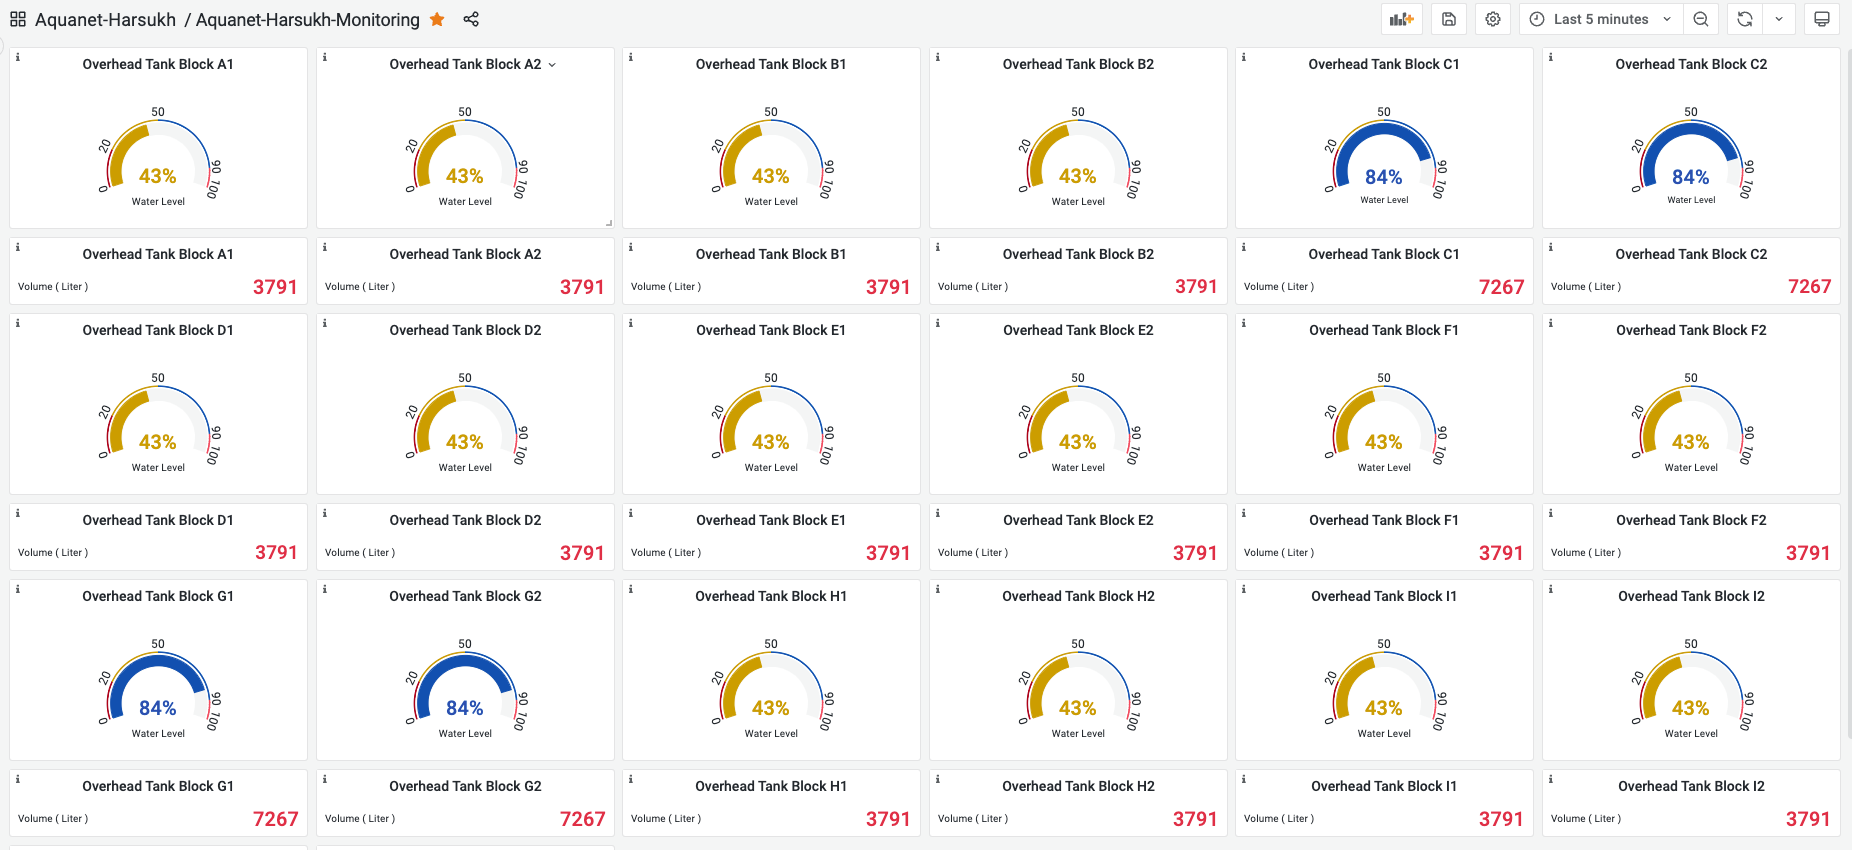 Aquanet-Harsukh / Aquanet-Harsukh-Monitoring
Last 5 minutes
Overhead Tank Block A1
50
20
90
0
100
43%
Water Level
Overhead Tank Block A2
50
20
90
0
100
43%
Water Level
Overhead Tank Block B1
50
20
90
0
100
43%
Water Level
Overhead Tank Block B2
50
20
90
0
100
43%
Water Level
Overhead Tank Block C1
50
20
90
0
100
84%
Water Level
Overhead Tank Block C2
50
20
90
0
100
84%
Water Level
Overhead Tank Block A1
Volume ( Liter ) 3791
Overhead Tank Block A2
Volume ( Liter ) 3791
Overhead Tank Block B1
Volume ( Liter ) 3791
Overhead Tank Block B2
Volume ( Liter ) 3791
Overhead Tank Block C1
Volume ( Liter ) 7267
Overhead Tank Block C2
Volume ( Liter ) 7267
Overhead Tank Block D1
50
20
90
0
100
43%
Water Level
Overhead Tank Block D2
50
20
90
0
100
43%
Water Level
Overhead Tank Block E1
50
20
90
0
100
43%
Water Level
Overhead Tank Block E2
50
20
90
0
100
43%
Water Level
Overhead Tank Block F1
50
20
90
0
100
43%
Water Level
Overhead Tank Block F2
50
20
90
0
100
43%
Water Level
Overhead Tank Block D1
Volume ( Liter ) 3791
Overhead Tank Block D2
Volume ( Liter ) 3791
Overhead Tank Block E1
Volume ( Liter ) 3791
Overhead Tank Block E2
Volume ( Liter ) 3791
Overhead Tank Block F1
Volume ( Liter ) 3791
Overhead Tank Block F2
Volume ( Liter ) 3791
Overhead Tank Block G1
50
20
90
0
100
84%
Water Level
Overhead Tank Block G2
50
20
90
0
100
84%
Water Level
Overhead Tank Block H1
50
20
90
0
100
43%
Water Level
Overhead Tank Block H2
50
20
90
0
100
43%
Water Level
Overhead Tank Block I1
50
20
90
0
100
43%
Water Level
Overhead Tank Block I2
50
20
90
0
100
43%
Water Level
Overhead Tank Block G1
Volume ( Liter ) 7267
Overhead Tank Block G2
Volume ( Liter ) 7267
Overhead Tank Block H1
Volume ( Liter ) 3791
Overhead Tank Block H2
Volume ( Liter ) 3791
Overhead Tank Block I1
Volume ( Liter ) 3791
Overhead Tank Block I2
Volume ( Liter ) 3791